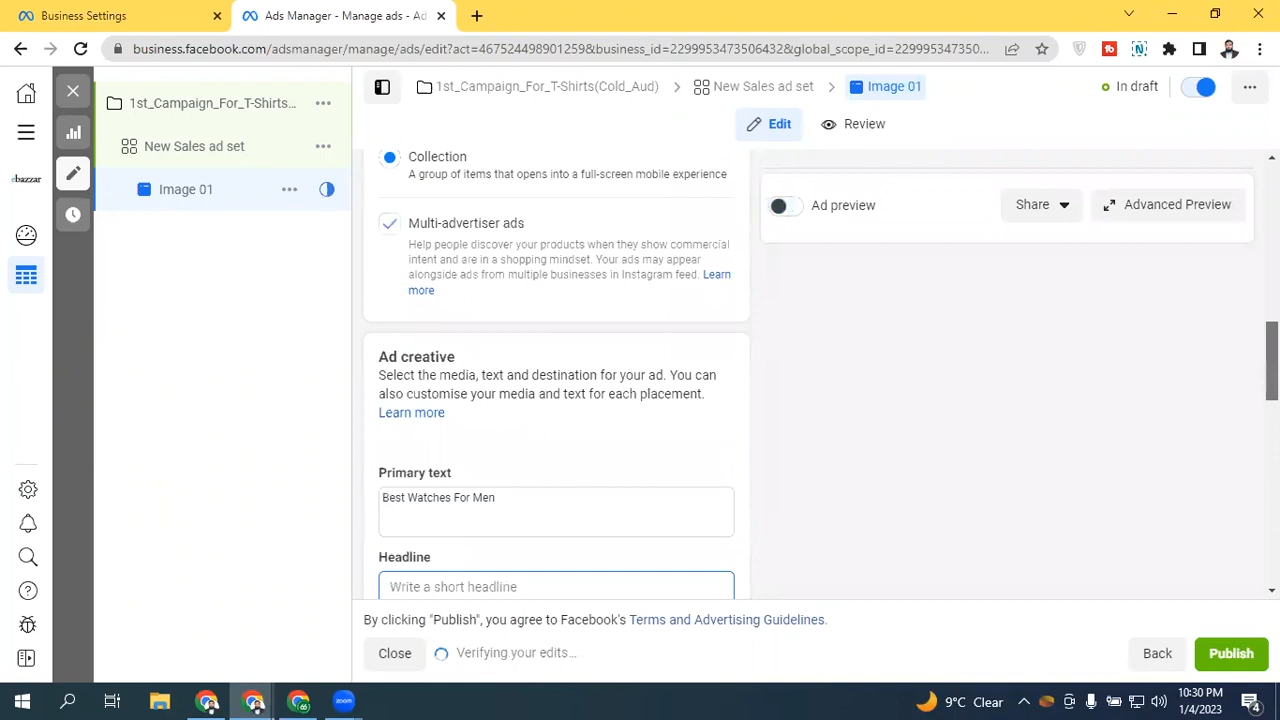 Business Settings
Ads Manager - Manage ads - Ad
business.facebook.com/adsmanager/manage/ads/edit?act=467524498901259&business_id=2299953473506432&global_scope_id=229995347350...
1st_Campaign_For_T-Shirts(Cold_Aud)
New Sales ad set
Image 01
In draft
Edit
Review
1st_Campaign_For_T-Shirts...
New Sales ad set
Image 01
ebazzar
Collection
A group of items that opens into a full-screen mobile experience
Multi-advertiser ads
Help people discover your products when they show commercial
intent and are in a shopping mindset. Your ads may appear
alongside ads from multiple businesses in Instagram feed. Learn
more
Ad preview
Share
Advanced Preview
Ad creative
Select the media, text and destination for your ad. You can
also customise your media and text for each placement.
Learn more
Primary text
Best Watches For Men
Headline
Write a short headline
By clicking "Publish", you agree to Facebook's Terms and Advertising Guidelines.
Close
Verifying your edits...
Back
Publish
zoom
9°C Clear
10:30 PM
1/4/2023
4